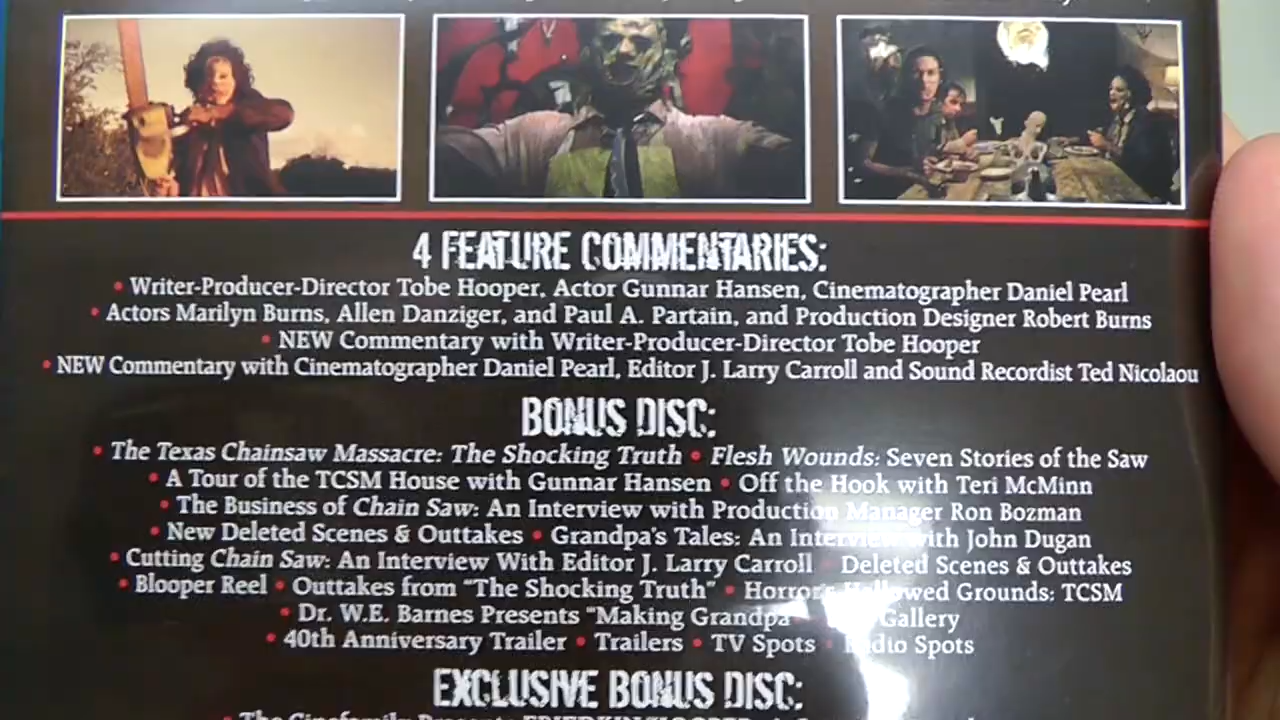 4 FEATURE COMMENTARIES:
• Writer-Producer-Director Tobe Hooper, Actor Gunnar Hansen, Cinematographer Daniel Pearl
• Actors Marilyn Burns, Allen Danziger, and Paul A. Partain, and Production Designer Robert Burns
• NEW Commentary with Writer-Producer-Director Tobe Hooper
• NEW Commentary with Cinematographer Daniel Pearl, Editor J. Larry Carroll and Sound Recordist Ted Nicolaou
BONUS DISC:
• The Texas Chainsaw Massacre: The Shocking Truth • Flesh Wounds: Seven Stories of the Saw
• A Tour of the TCSM House with Gunnar Hansen • Off the Hook with Teri McMinn
• The Business of Chain Saw: An Interview with Production Manager Ron Bozman
• New Deleted Scenes & Outtakes • Grandpa's Tales: An Interview with John Dugan
• Cutting Chain Saw: An Interview With Editor J. Larry Carroll • Deleted Scenes & Outtakes
• Blooper Reel • Outtakes from "The Shocking Truth" • Horror's Hallowed Grounds: TCSM
• Dr. W.E. Barnes Presents "Making Grandpa" Gallery
• 40th Anniversary Trailer • Trailers • TV Spots • Radio Spots
EXCLUSIVE BONUS DISC: